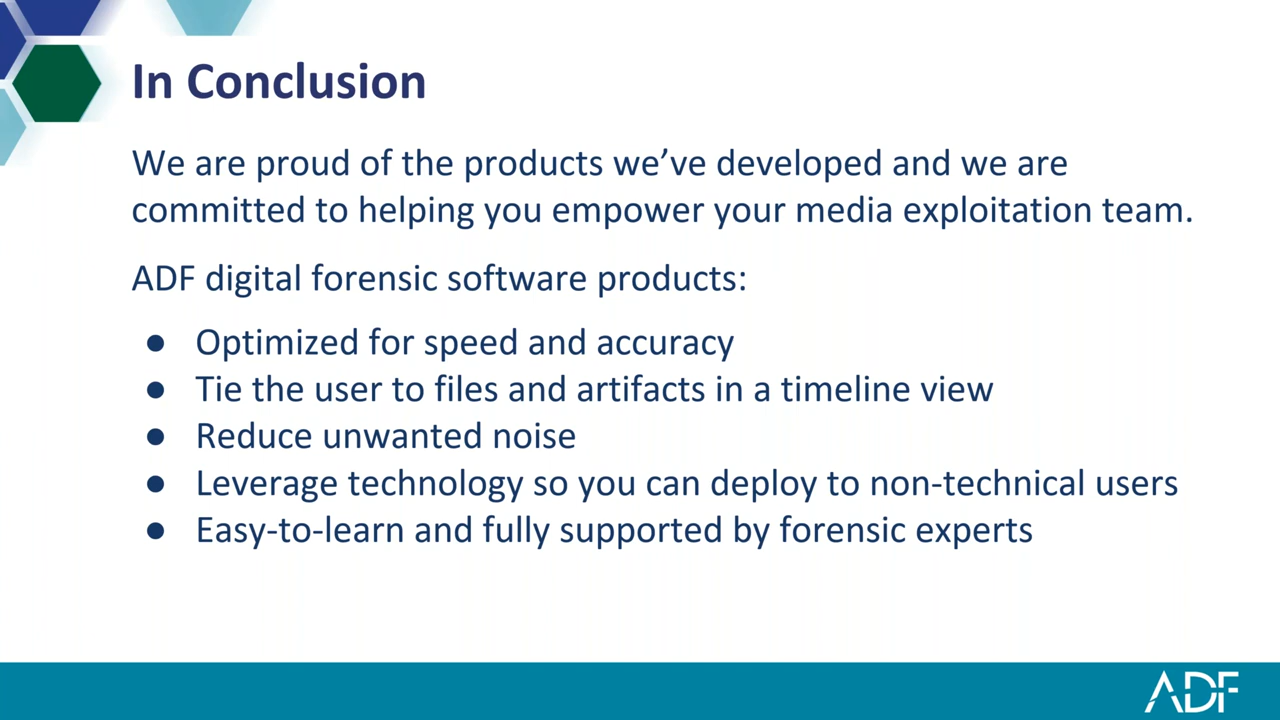 In Conclusion
We are proud of the products we’ve developed and we are
committed to helping you empower your media exploitation team.
ADF digital forensic software products:
● Optimized for speed and accuracy
● Tie the user to files and artifacts in a timeline view
● Reduce unwanted noise
● Leverage technology so you can deploy to non-technical users
● Easy-to-learn and fully supported by forensic experts
ADF